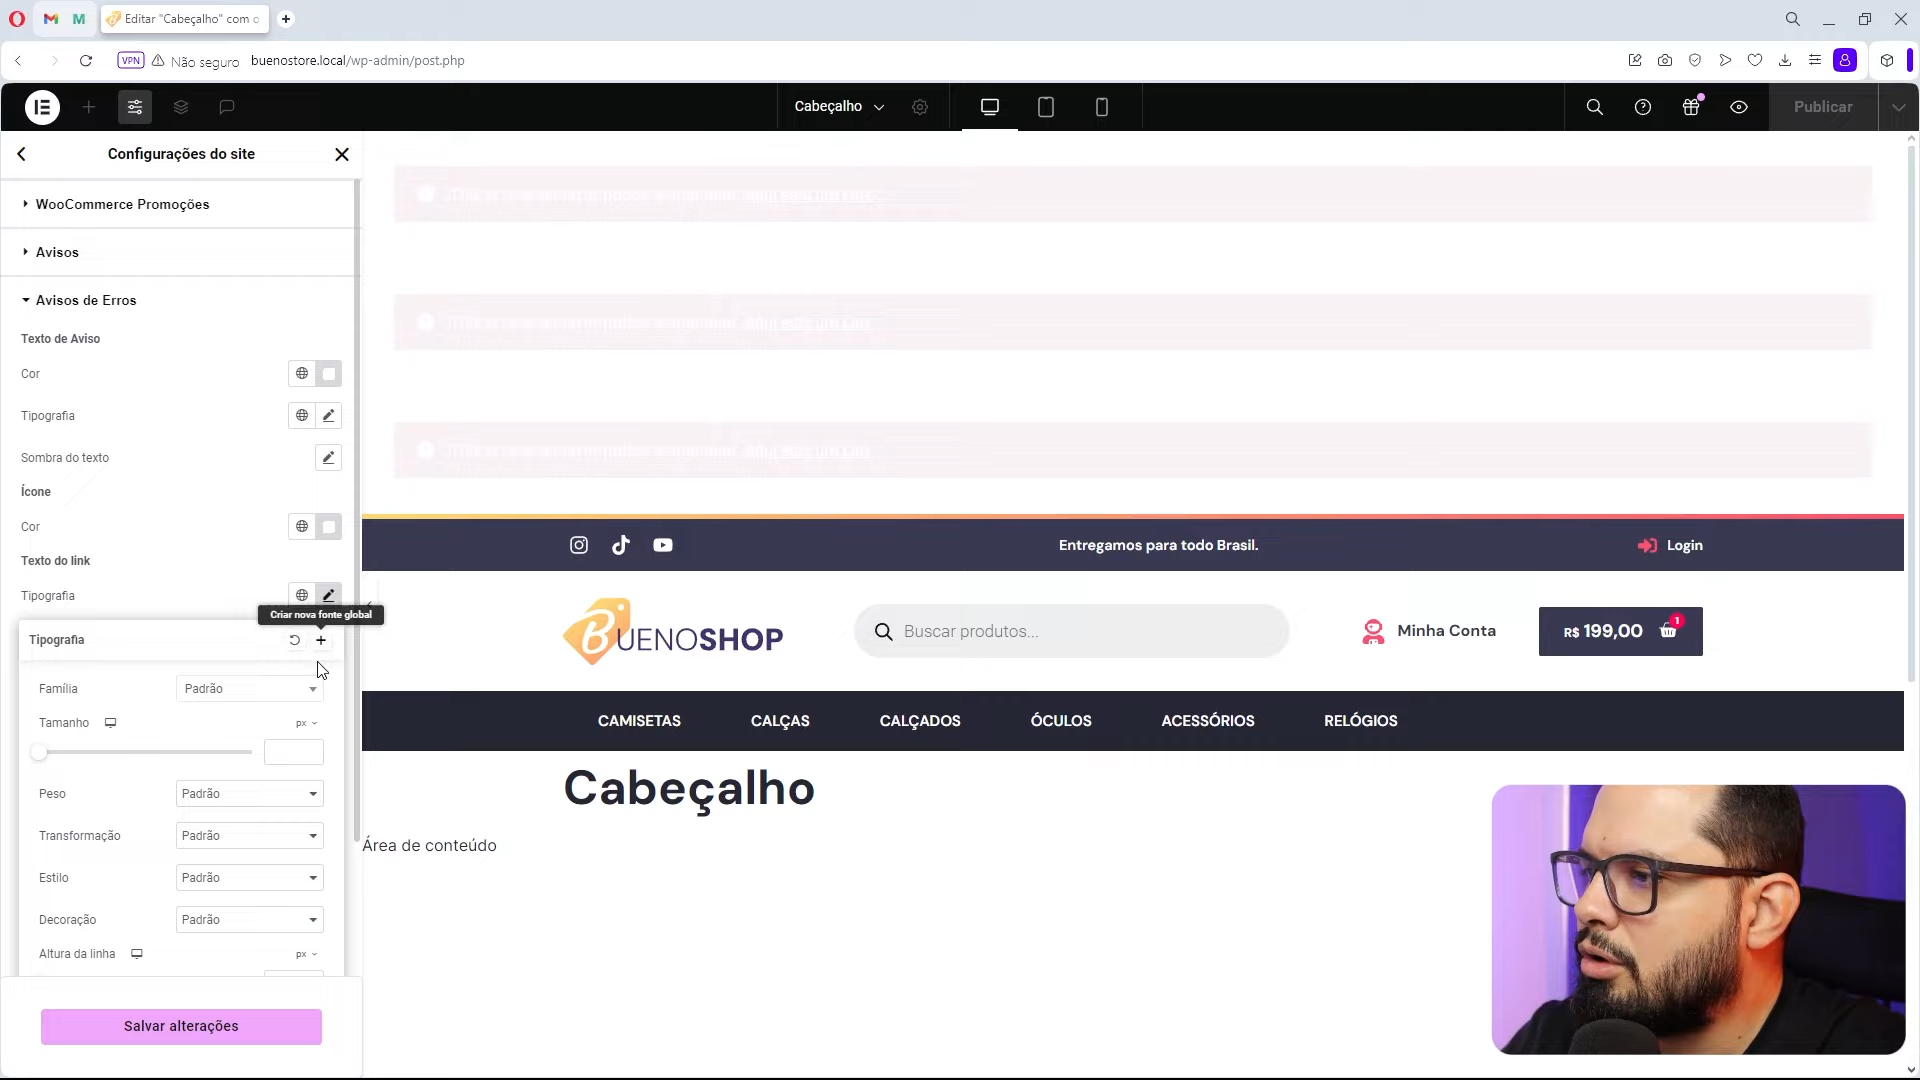 Editar "Cabeçalho" com o
VPN
Não seguro
buenostore.local/wp-admin/post.php
Cabeçalho
Publicar
Configurações do site
WooCommerce Promoções
Avisos
Avisos de Erros
Texto de Aviso
Cor
Tipografia
Sombra do texto
Ícone
Cor
Texto do link
Tipografia
Criar nova fonte global
Tipografia
Família
Padrão
Tamanho
px
Peso
Padrão
Transformação
Padrão
Estilo
Padrão
Decoração
Padrão
Altura da linha
px
Salvar alterações
Entregamos para todo Brasil.
Login
BUENOSHOP
Buscar produtos...
Minha Conta
R$ 199,00
1
CAMISETAS
CALÇAS
CALÇADOS
ÓCULOS
ACESSÓRIOS
RELÓGIOS
Cabeçalho
Área de conteúdo